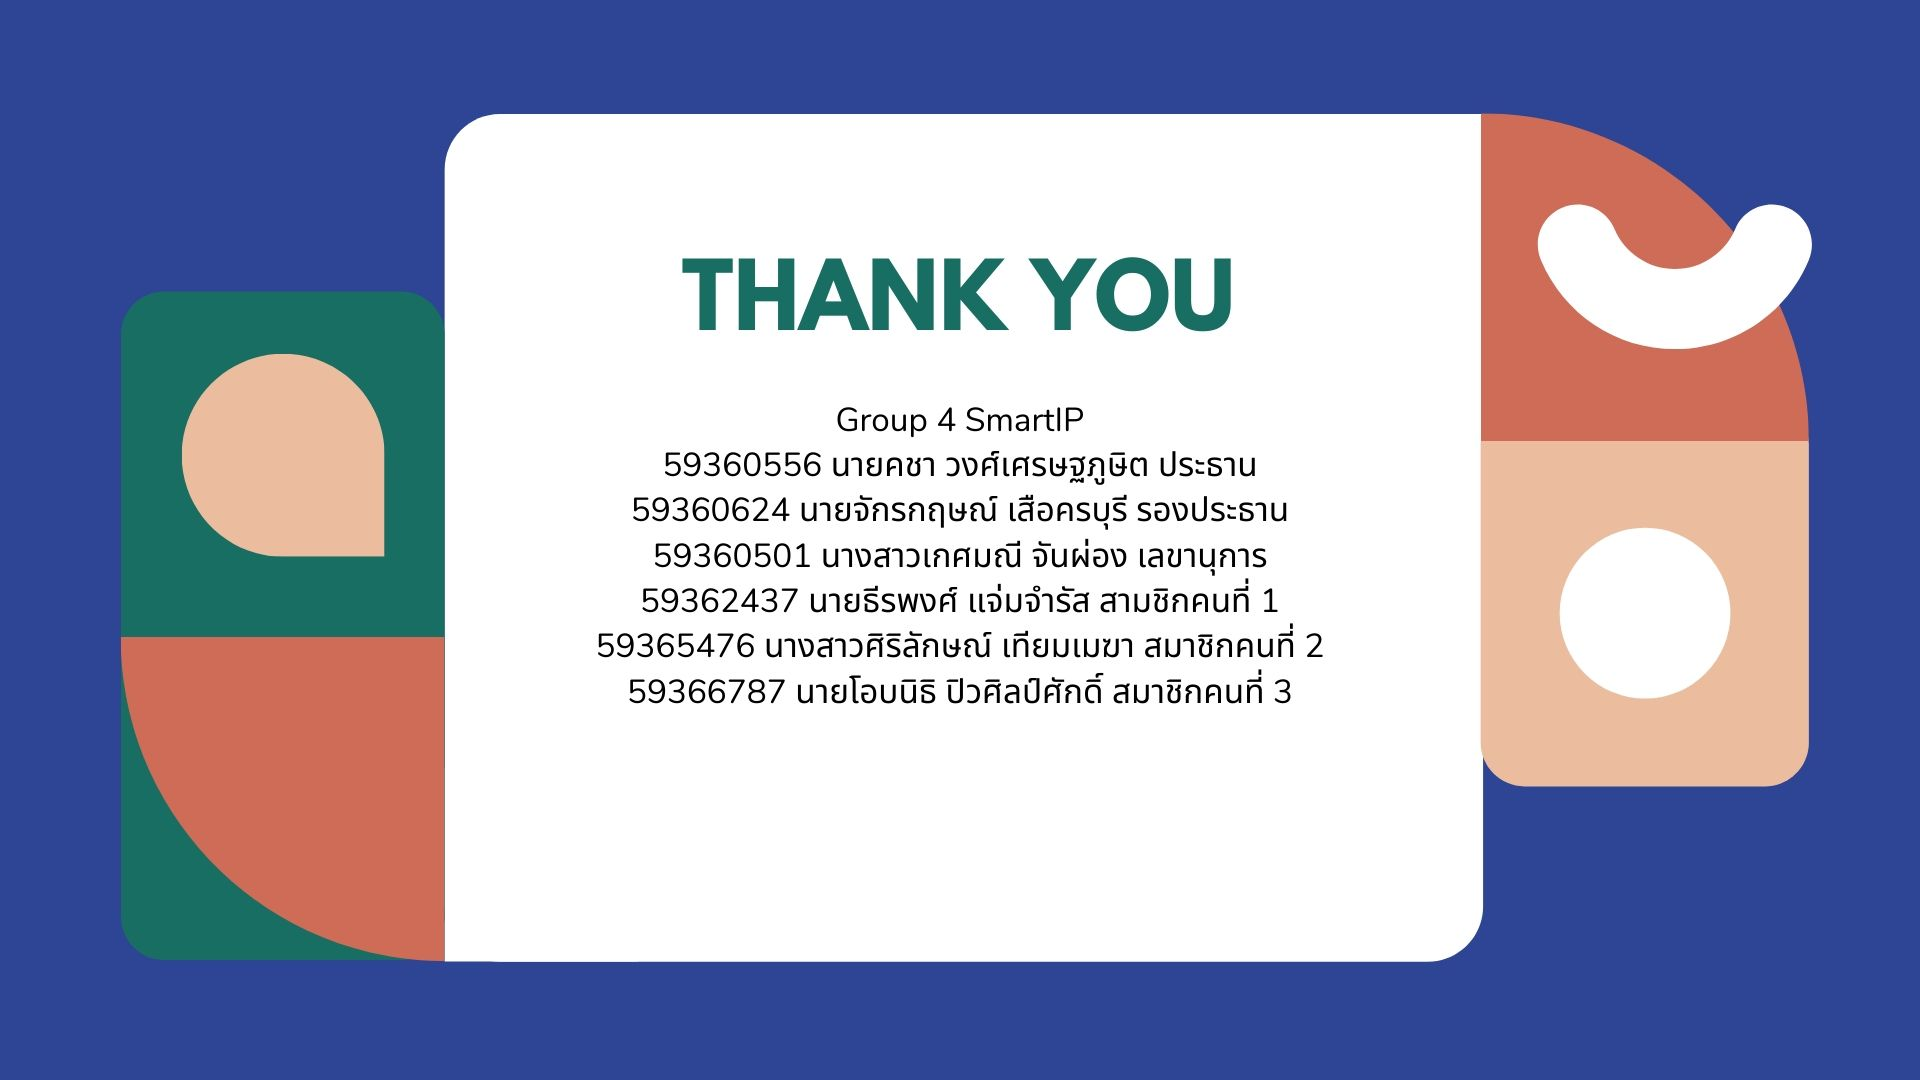 THANK YOU
Group 4 SmartIP
59360556 นายคชา วงศ์เศรษฐภูษิต ประธาน
59360624 นายจักรกฤษณ์ เสือครบุรี รองประธาน
59360501 นางสาวเกศมณี จันผ่อง เลขานุการ
59362437 นายธีรพงศ์ แจ่มจำรัส สามชิกคนที่ 1
59365476 นางสาวศิริลักษณ์ เทียมเมฆา สมาชิกคนที่ 2
59366787 นายโอบนิธิ ปิวศิลป์ศักดิ์ สมาชิกคนที่ 3